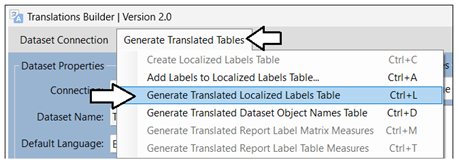 Translations Builder | Version 2.0
Dataset Connection Generate Translated Tables
Dataset Properties
Create Localized Labels Table Ctrl+C
Add Labels to Localized Labels Table... Ctrl+A
Connection:
Generate Translated Localized Labels Table Ctrl+L
Dataset Name:
Generate Translated Dataset Object Names Table Ctrl+D
Generate Translated Report Label Matrix Measures Ctrl+M
Default Language:
Generate Translated Report Label Table Measures Ctrl+T